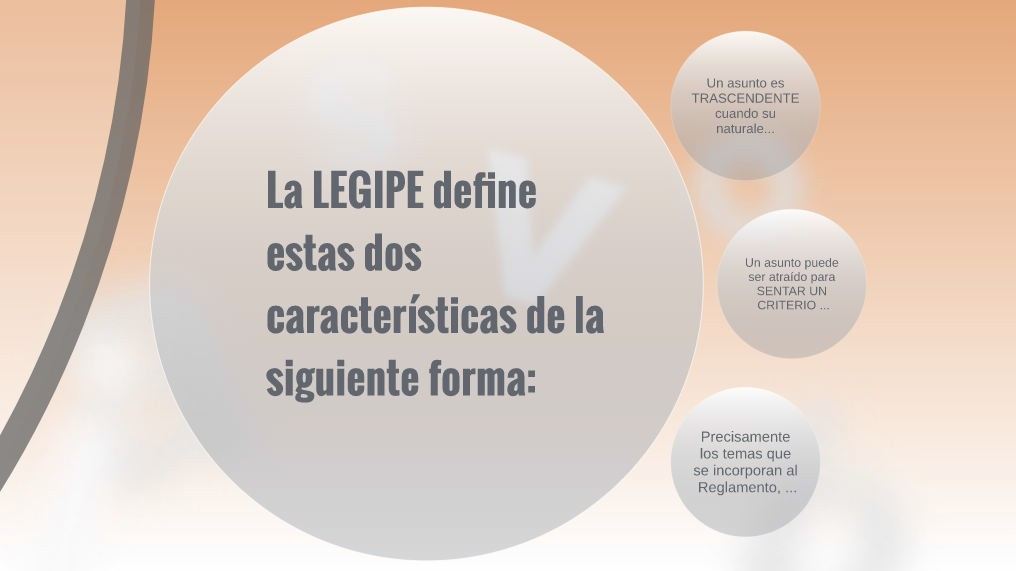 La LEGIPE define
estas dos
características de la
siguiente forma:
Un asunto es
TRASCENDENTE
cuando su
naturale...
Un asunto puede
ser atraído para
SENTAR UN
CRITERIO ...
Precisamente
los temas que
se incorporan al
Reglamento, ...